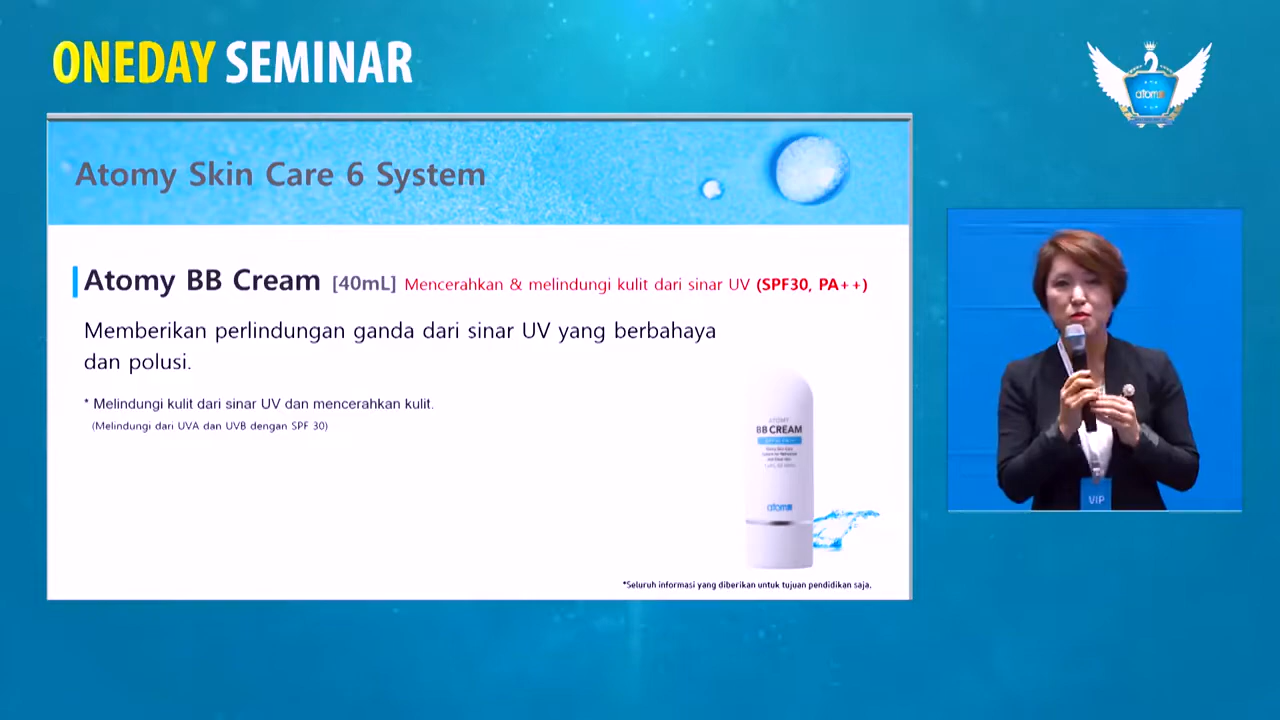 ONEDAY SEMINAR
atomy
Atomy Skin Care 6 System
Atomy BB Cream [40mL] Mencerahkan & melindungi kulit dari sinar UV (SPF30, PA++)
Memberikan perlindungan ganda dari sinar UV yang berbahaya
dan polusi.
* Melindungi kulit dari sinar UV dan mencerahkan kulit.
(Melindungi dari UVA dan UVB dengan SPF 30)
ATOMY
BB CREAM
atomy
VIP
*Seluruh informasi yang diberikan untuk tujuan pendidikan saja.